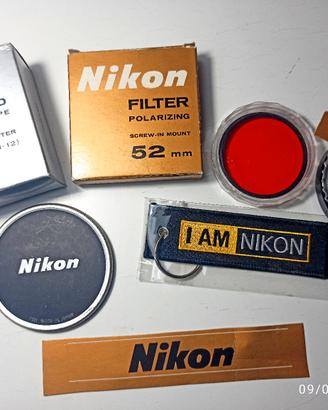 Nikon
FILTER
POLARIZING
SCREW-IN MOUNT
52 mm
I AM NIKON
Nikon
Nikon
09/0